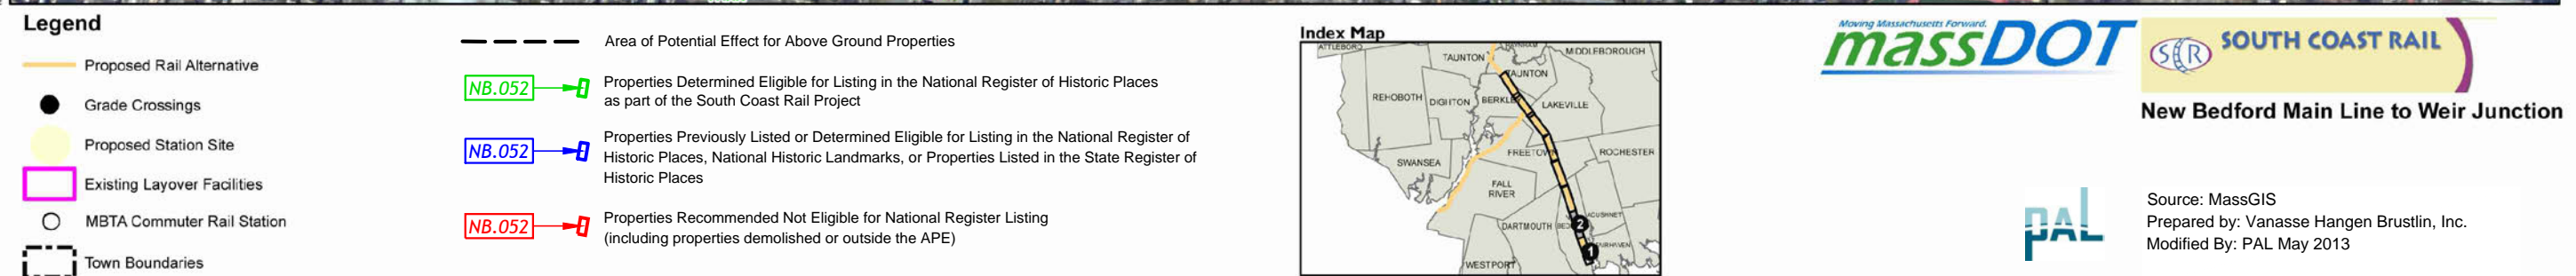 Legend
Proposed Rail Alternative
Grade Crossings
Proposed Station Site
Existing Layover Facilities
MBTA Commuter Rail Station
Town Boundaries
Area of Potential Effect for Above Ground Properties
NB.052
Properties Determined Eligible for Listing in the National Register of Historic Places
as part of the South Coast Rail Project
NB.052
Properties Previously Listed or Determined Eligible for Listing in the National Register of
Historic Places, National Historic Landmarks, or Properties Listed in the State Register of
Historic Places
NB.052
Properties Recommended Not Eligible for National Register Listing
(including properties demolished or outside the APE)
Index Map
ATTLEBORO
TAUNTON
MIDDLEBOROUGH
TAUNTON
REHOBOTH
DIGHTON
BERKLE
LAKEVILLE
SWANSEA
FREETOWN
ROCHESTER
FALL
RIVER
ACUSHNET
DARTMOUTH
2
FAIRHAVEN
1
WESTPORT
Moving Massachusetts Forward.
massDOT
SCR
SOUTH COAST RAIL
New Bedford Main Line to Weir Junction
PAL
Source: MassGIS
Prepared by: Vanasse Hangen Brustlin, Inc.
Modified By: PAL May 2013